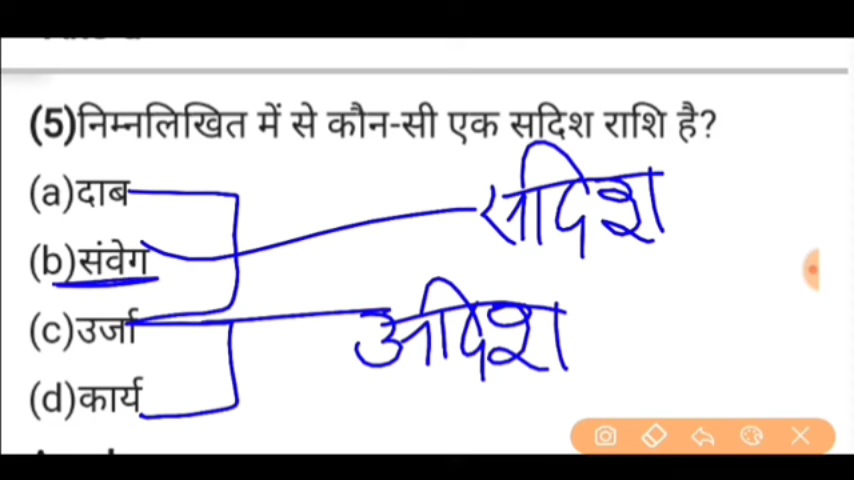 (5)निम्नलिखित में से कौन-सी एक सदिश राशि है?
(a)दाब
सदिश
(b)संवेग
(c)उर्जा
अदिश
(d)कार्य